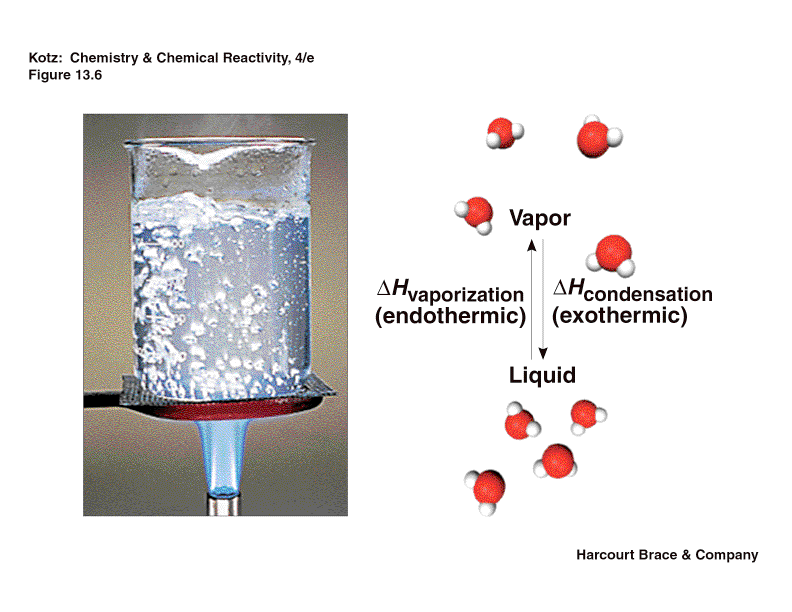 Kotz: Chemistry & Chemical Reactivity, 4/e
Figure 13.6
Vapor
ΔHvaporization
(endothermic)
ΔHcondensation
(exothermic)
Liquid
Harcourt Brace & Company